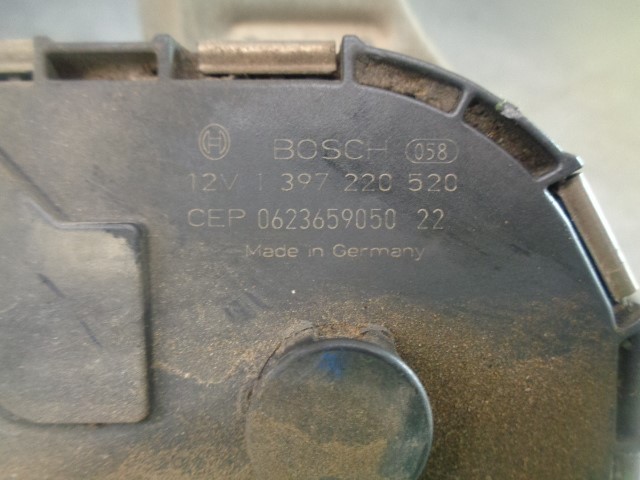 BOSCH 058
12V 1 397 220 520
CEP 0623659050 22
Made in Germany